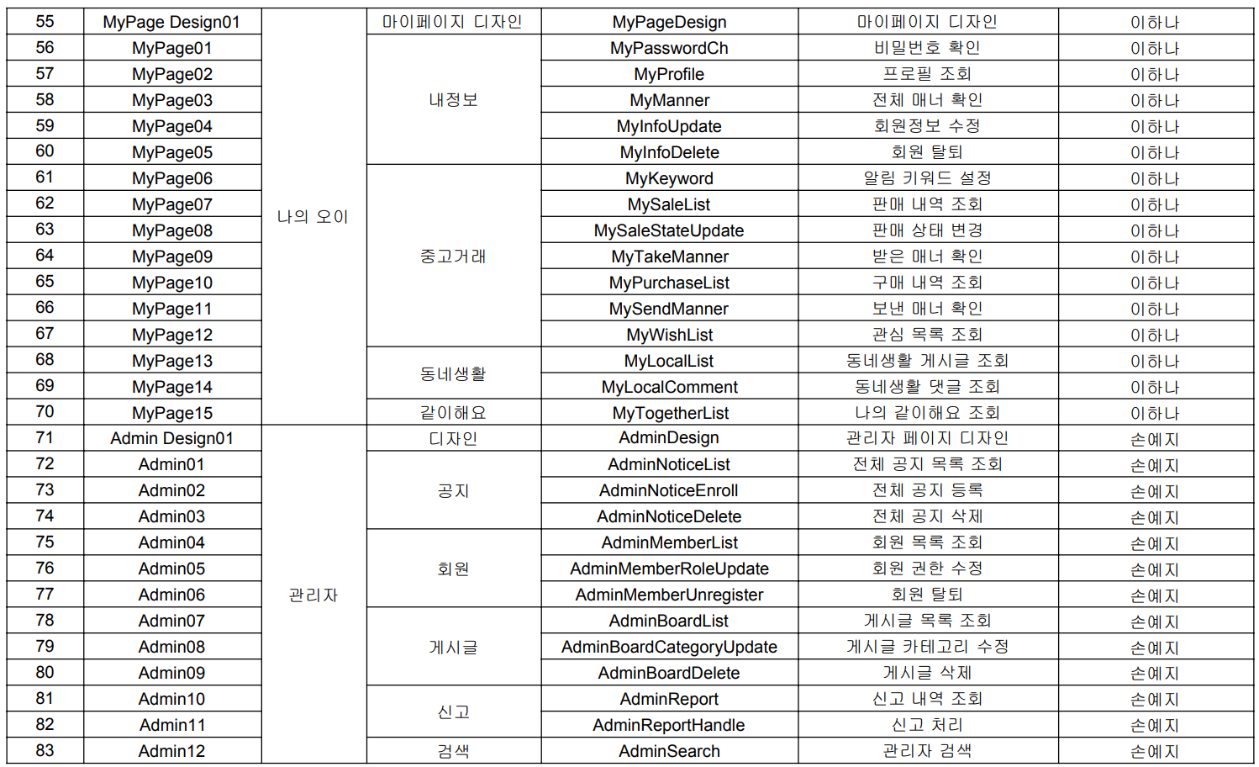 55 MyPage Design01 마이페이지 디자인 MyPageDesign 마이페이지 디자인 이하나
56 MyPage01 MyPasswordCh 비밀번호 확인 이하나
57 MyPage02 MyProfile 프로필 조회 이하나
58 MyPage03 내정보 MyManner 전체 매너 확인 이하나
59 MyPage04 MyInfoUpdate 회원정보 수정 이하나
60 MyPage05 MyInfoDelete 회원 탈퇴 이하나
61 MyPage06 MyKeyword 알림 키워드 설정 이하나
62 MyPage07 나의 오이 MySaleList 판매 내역 조회 이하나
63 MyPage08 MySaleStateUpdate 판매 상태 변경 이하나
64 MyPage09 중고거래 MyTakeManner 받은 매너 확인 이하나
65 MyPage10 MyPurchaseList 구매 내역 조회 이하나
66 MyPage11 MySendManner 보낸 매너 확인 이하나
67 MyPage12 MyWishList 관심 목록 조회 이하나
68 MyPage13 동네생활 MyLocalList 동네생활 게시글 조회 이하나
69 MyPage14 MyLocalComment 동네생활 댓글 조회 이하나
70 MyPage15 같이해요 MyTogetherList 나의 같이해요 조회 이하나
71 Admin Design01 디자인 AdminDesign 관리자 페이지 디자인 손예지
72 Admin01 AdminNoticeList 전체 공지 목록 조회 손예지
73 Admin02 공지 AdminNoticeEnroll 전체 공지 등록 손예지
74 Admin03 AdminNoticeDelete 전체 공지 삭제 손예지
75 Admin04 AdminMemberList 회원 목록 조회 손예지
76 Admin05 회원 AdminMemberRoleUpdate 회원 권한 수정 손예지
77 Admin06 관리자 AdminMemberUnregister 회원 탈퇴 손예지
78 Admin07 AdminBoardList 게시글 목록 조회 손예지
79 Admin08 게시글 AdminBoardCategoryUpdate 게시글 카테고리 수정 손예지
80 Admin09 AdminBoardDelete 게시글 삭제 손예지
81 Admin10 신고 AdminReport 신고 내역 조회 손예지
82 Admin11 AdminReportHandle 신고 처리 손예지
83 Admin12 검색 AdminSearch 관리자 검색 손예지